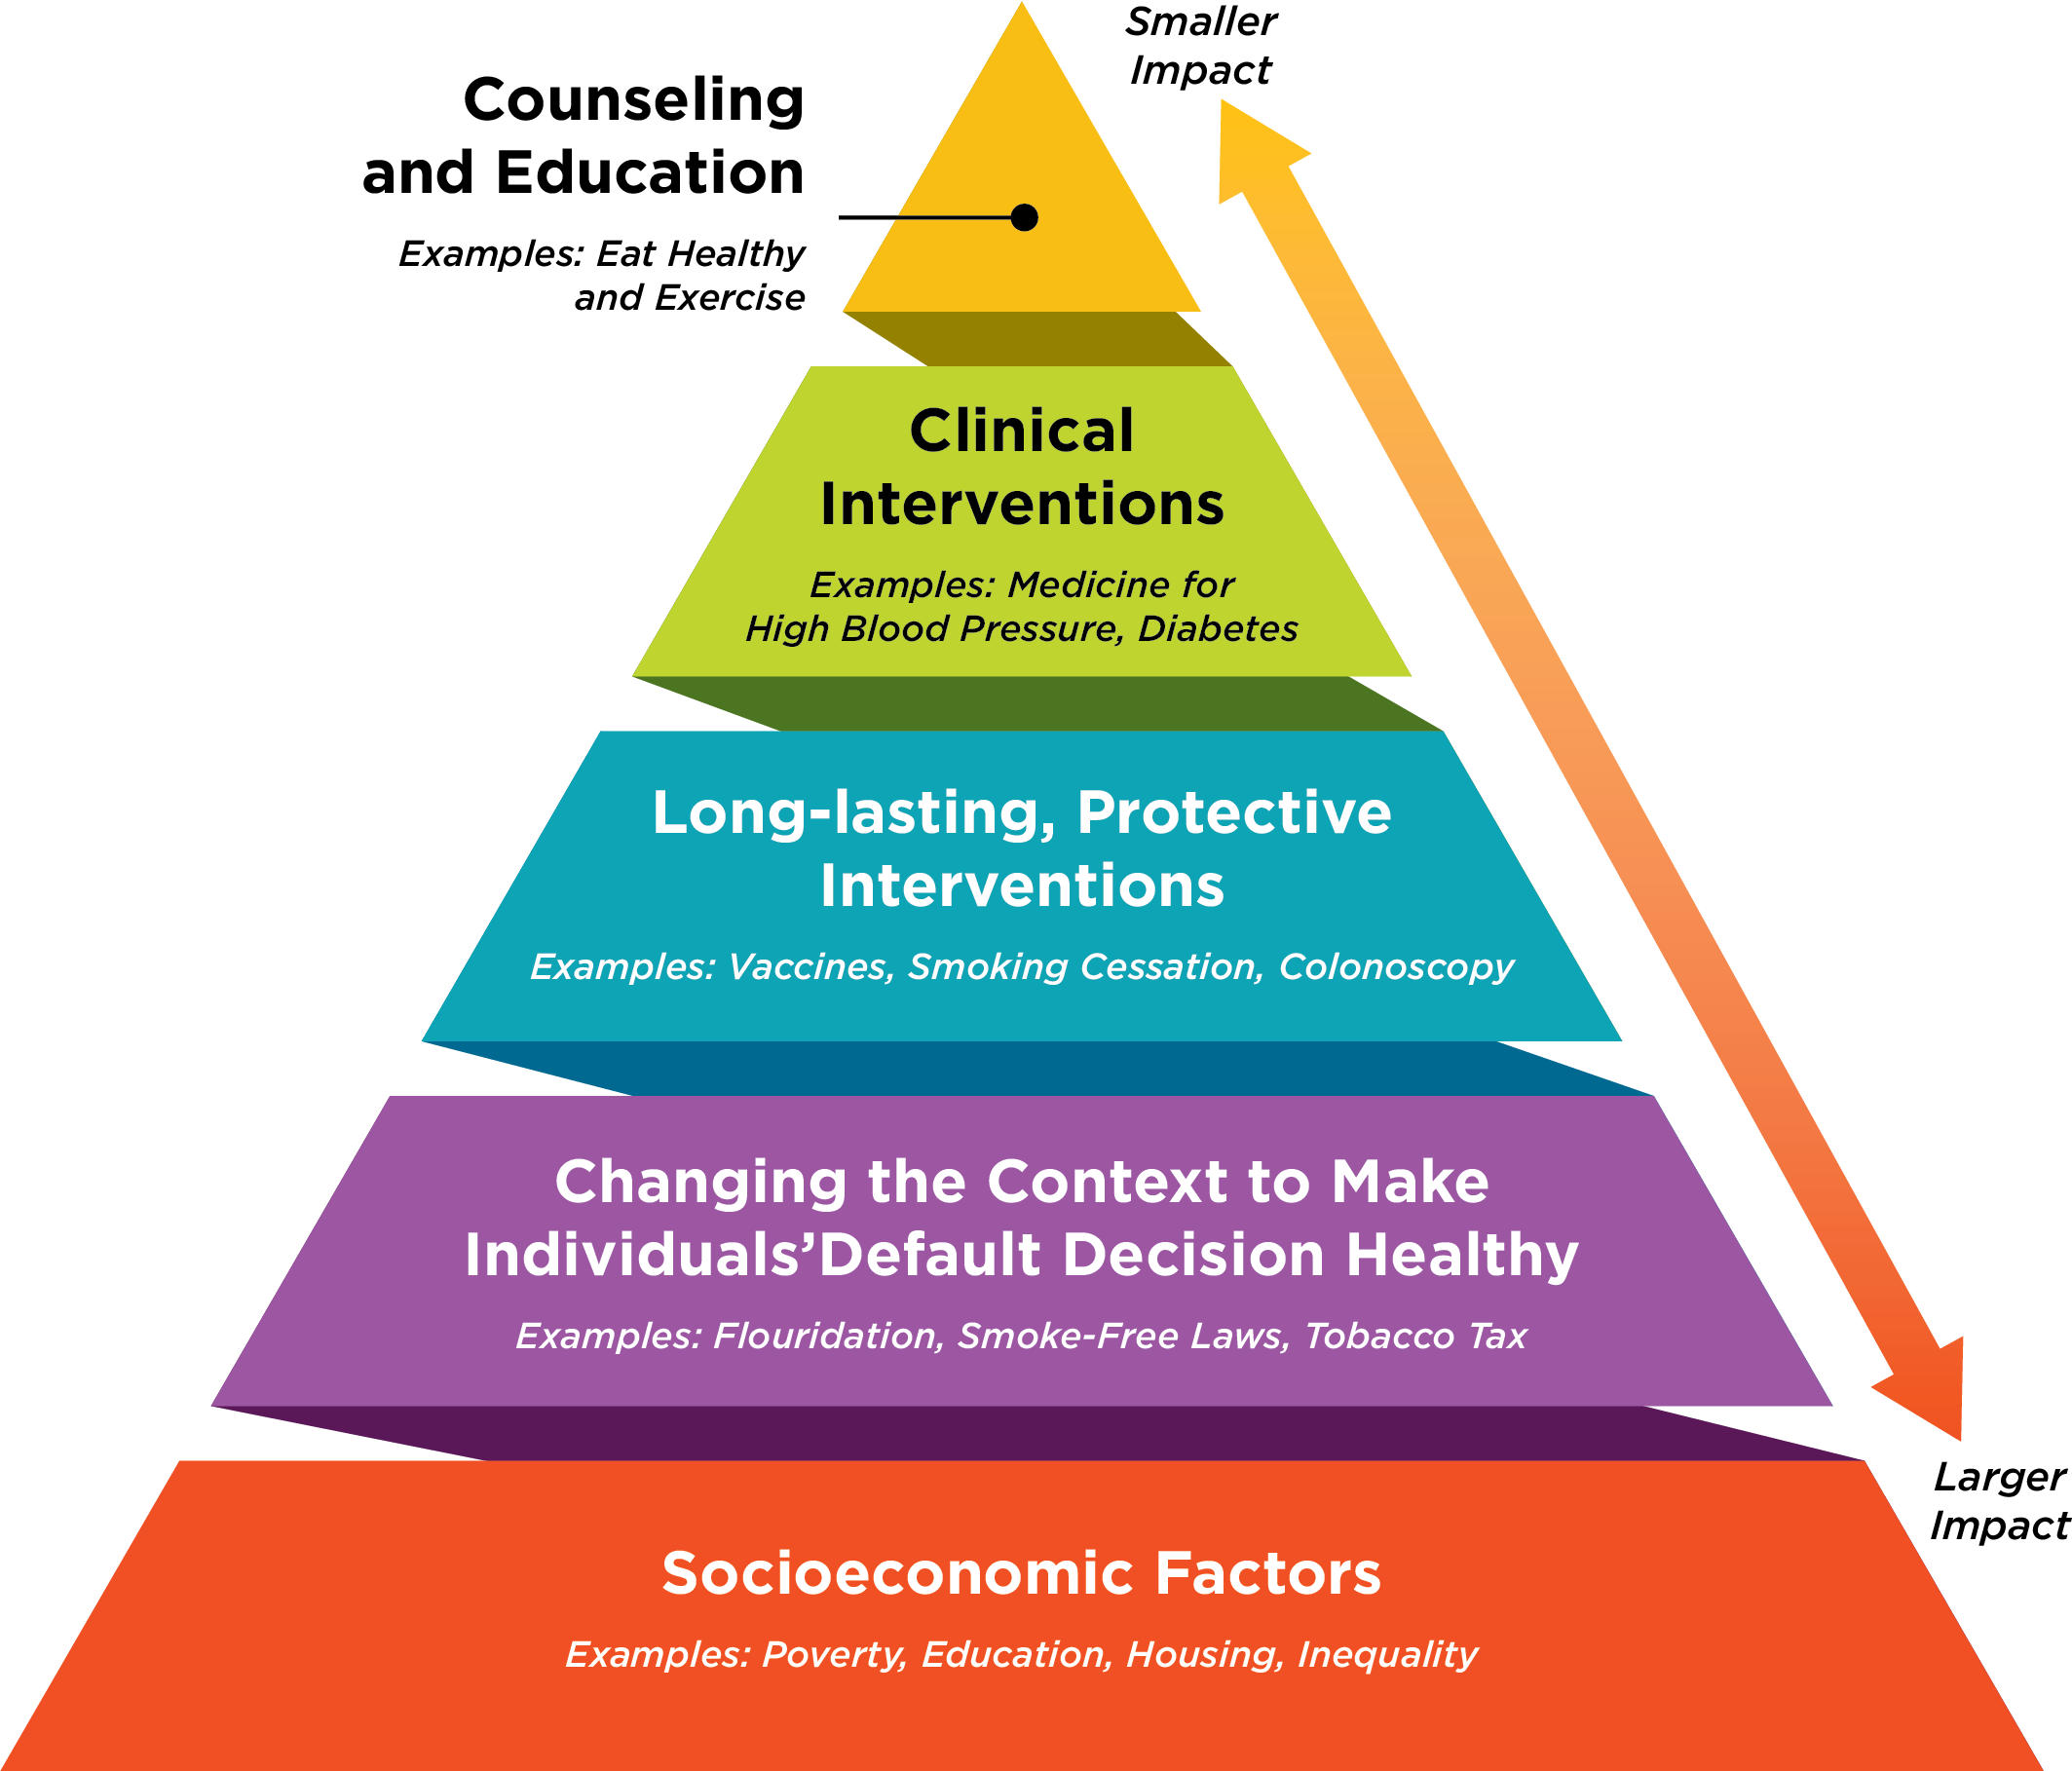 Smaller
Impact
Counseling
and Education
Examples: Eat Healthy
and Exercise
Clinical
Interventions
Examples: Medicine for
High Blood Pressure, Diabetes
Long-lasting, Protective
Interventions
Examples: Vaccines, Smoking Cessation, Colonoscopy
Changing the Context to Make
Individuals’Default Decision Healthy
Examples: Flouridation, Smoke-Free Laws, Tobacco Tax
Larger
Impact
Socioeconomic Factors
Examples: Poverty, Education, Housing, Inequality